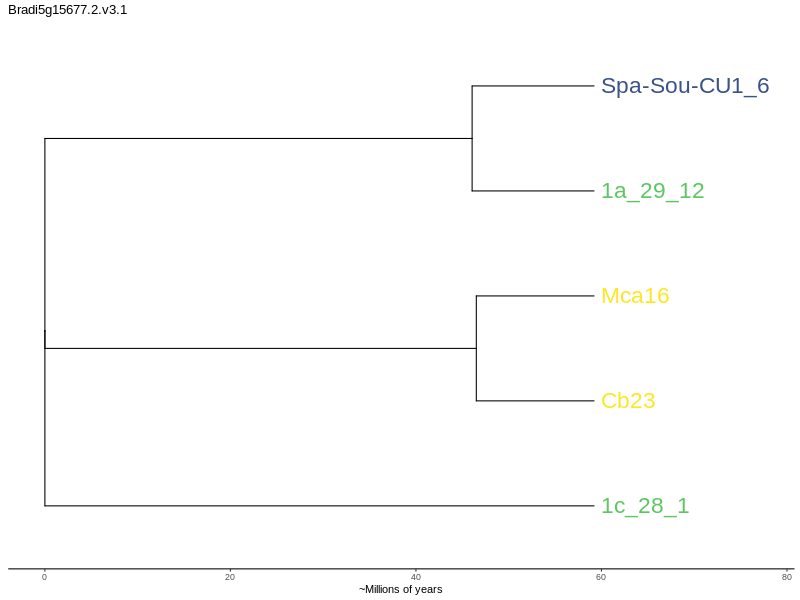 Bradi5g15677.2.v3.1
Spa-Sou-CU1_6
1a_29_12
Mca16
Cb23
1c_28_1
0 20 40 60 80
~Millions of years